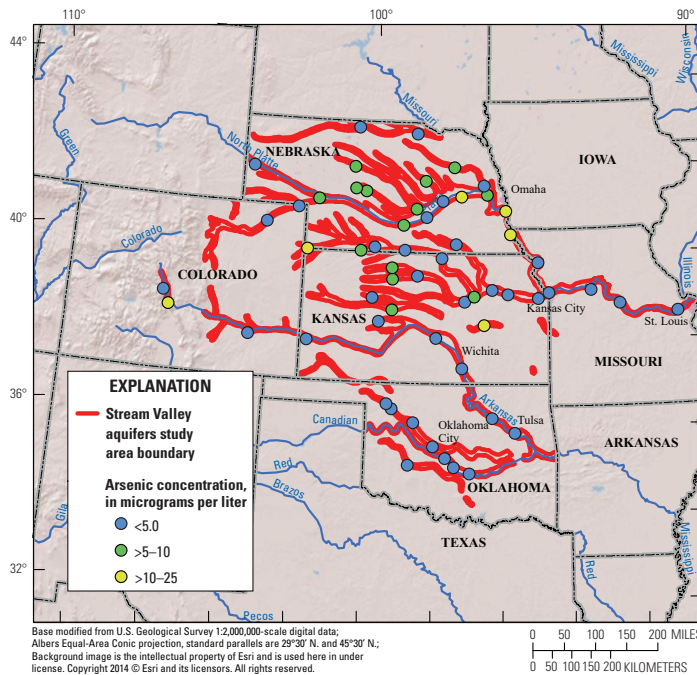 110°
100°
90°
44°
Mississippi
Wisconsin
Missouri
Green
NEBRASKA
North Platte
IOWA
Omaha
40°
Colorado
COLORADO
Illinois
Kansas City
St. Louis
KANSAS
Wichita
MISSOURI
36°
EXPLANATION
Stream Valley
aquifers study
area boundary
Arsenic concentration,
in micrograms per liter
<5.0
>5–10
>10–25
Arkansas
Tulsa
Oklahoma
City
Canadian
ARKANSAS
Red
Brazos
OKLAHOMA
Gila
TEXAS
Mississippi
Red
32°
Pecos
Base modified from U.S. Geological Survey 1:2,000,000-scale digital data;
Albers Equal-Area Conic projection, standard parallels are 29°30' N. and 45°30' N.;
Background image is the intellectual property of Esri and is used here in under
license. Copyright 2014 © Esri and its licensors. All rights reserved.
0 50 100 150 200 MILES
0 50 100 150 200 KILOMETERS